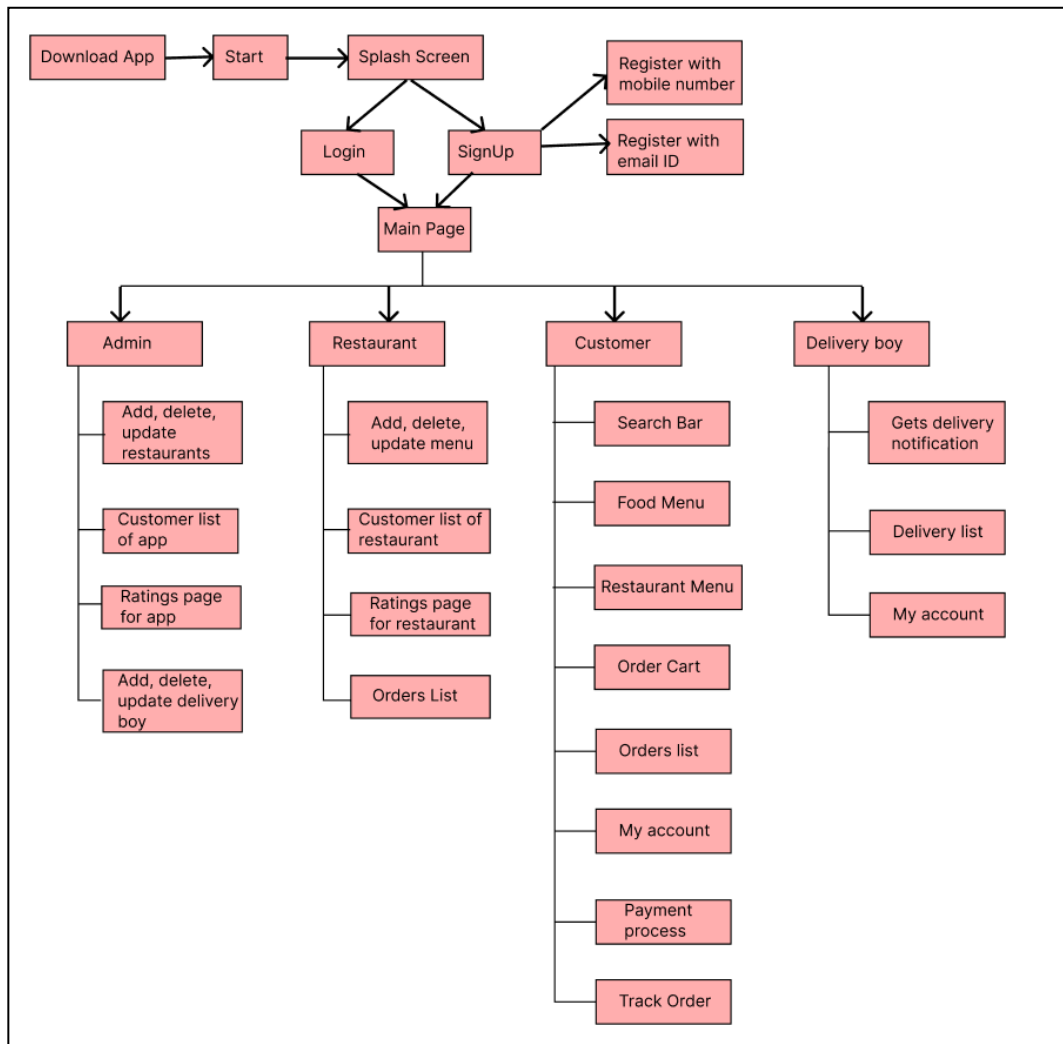 Download App
Start
Splash Screen
Register with
mobile number
Login
SignUp
Register with
email ID
Main Page
Admin
Restaurant
Customer
Delivery boy
Add, delete,
update
restaurants
Customer list
of app
Ratings page
for app
Add, delete,
update delivery
boy
Add, delete,
update menu
Customer list of
restaurant
Ratings page
for restaurant
Orders List
Search Bar
Food Menu
Restaurant Menu
Order Cart
Orders list
My account
Payment
process
Track Order
Gets delivery
notification
Delivery list
My account